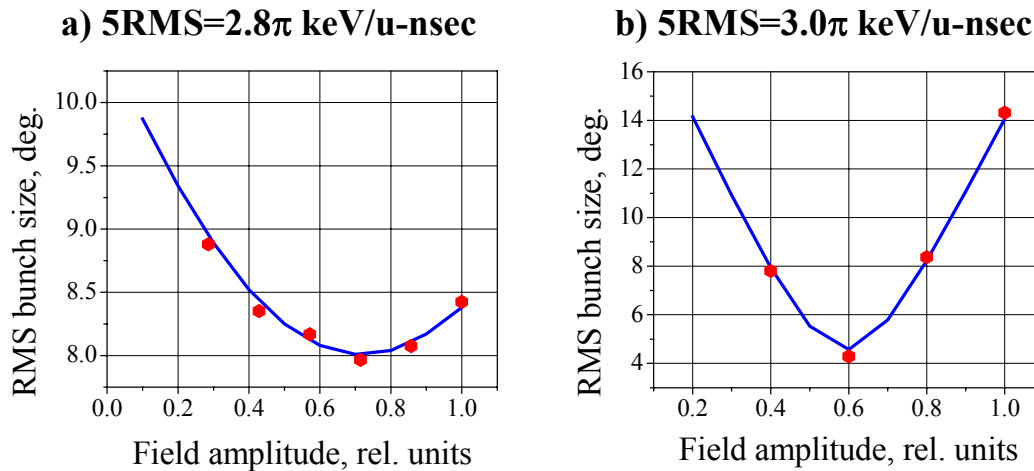 a) 5RMS=2.8π keV/u-nsec
RMS bunch size, deg.
10.0
9.5
9.0
8.5
8.0
0.0 0.2 0.4 0.6 0.8 1.0
Field amplitude, rel. units
b) 5RMS=3.0π keV/u-nsec
RMS bunch size, deg.
16
14
12
10
8
6
4
0.2 0.4 0.6 0.8 1.0
Field amplitude, rel. units